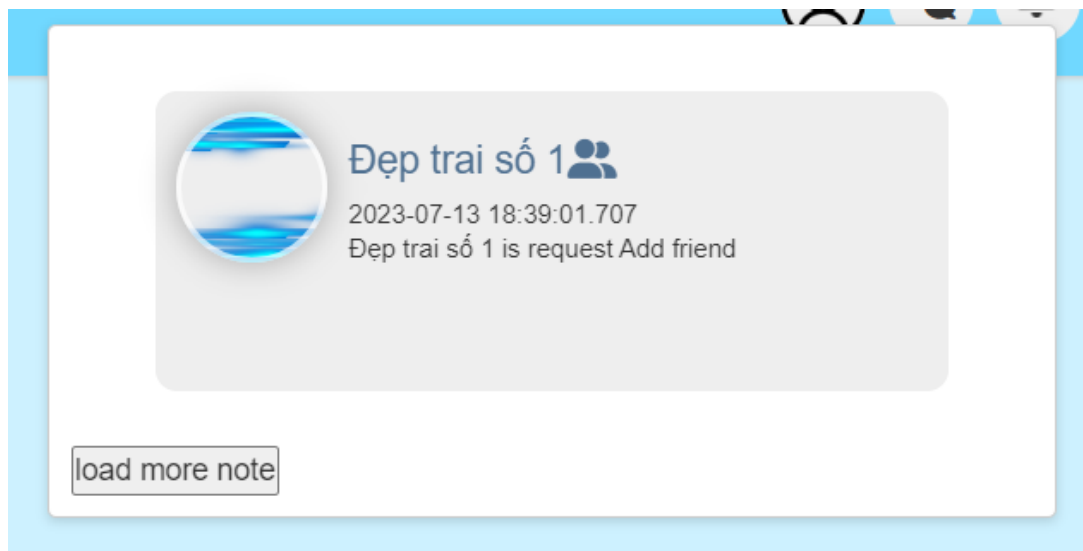 Đẹp trai số 1
2023-07-13 18:39:01.707
Đẹp trai số 1 is request Add friend
load more note